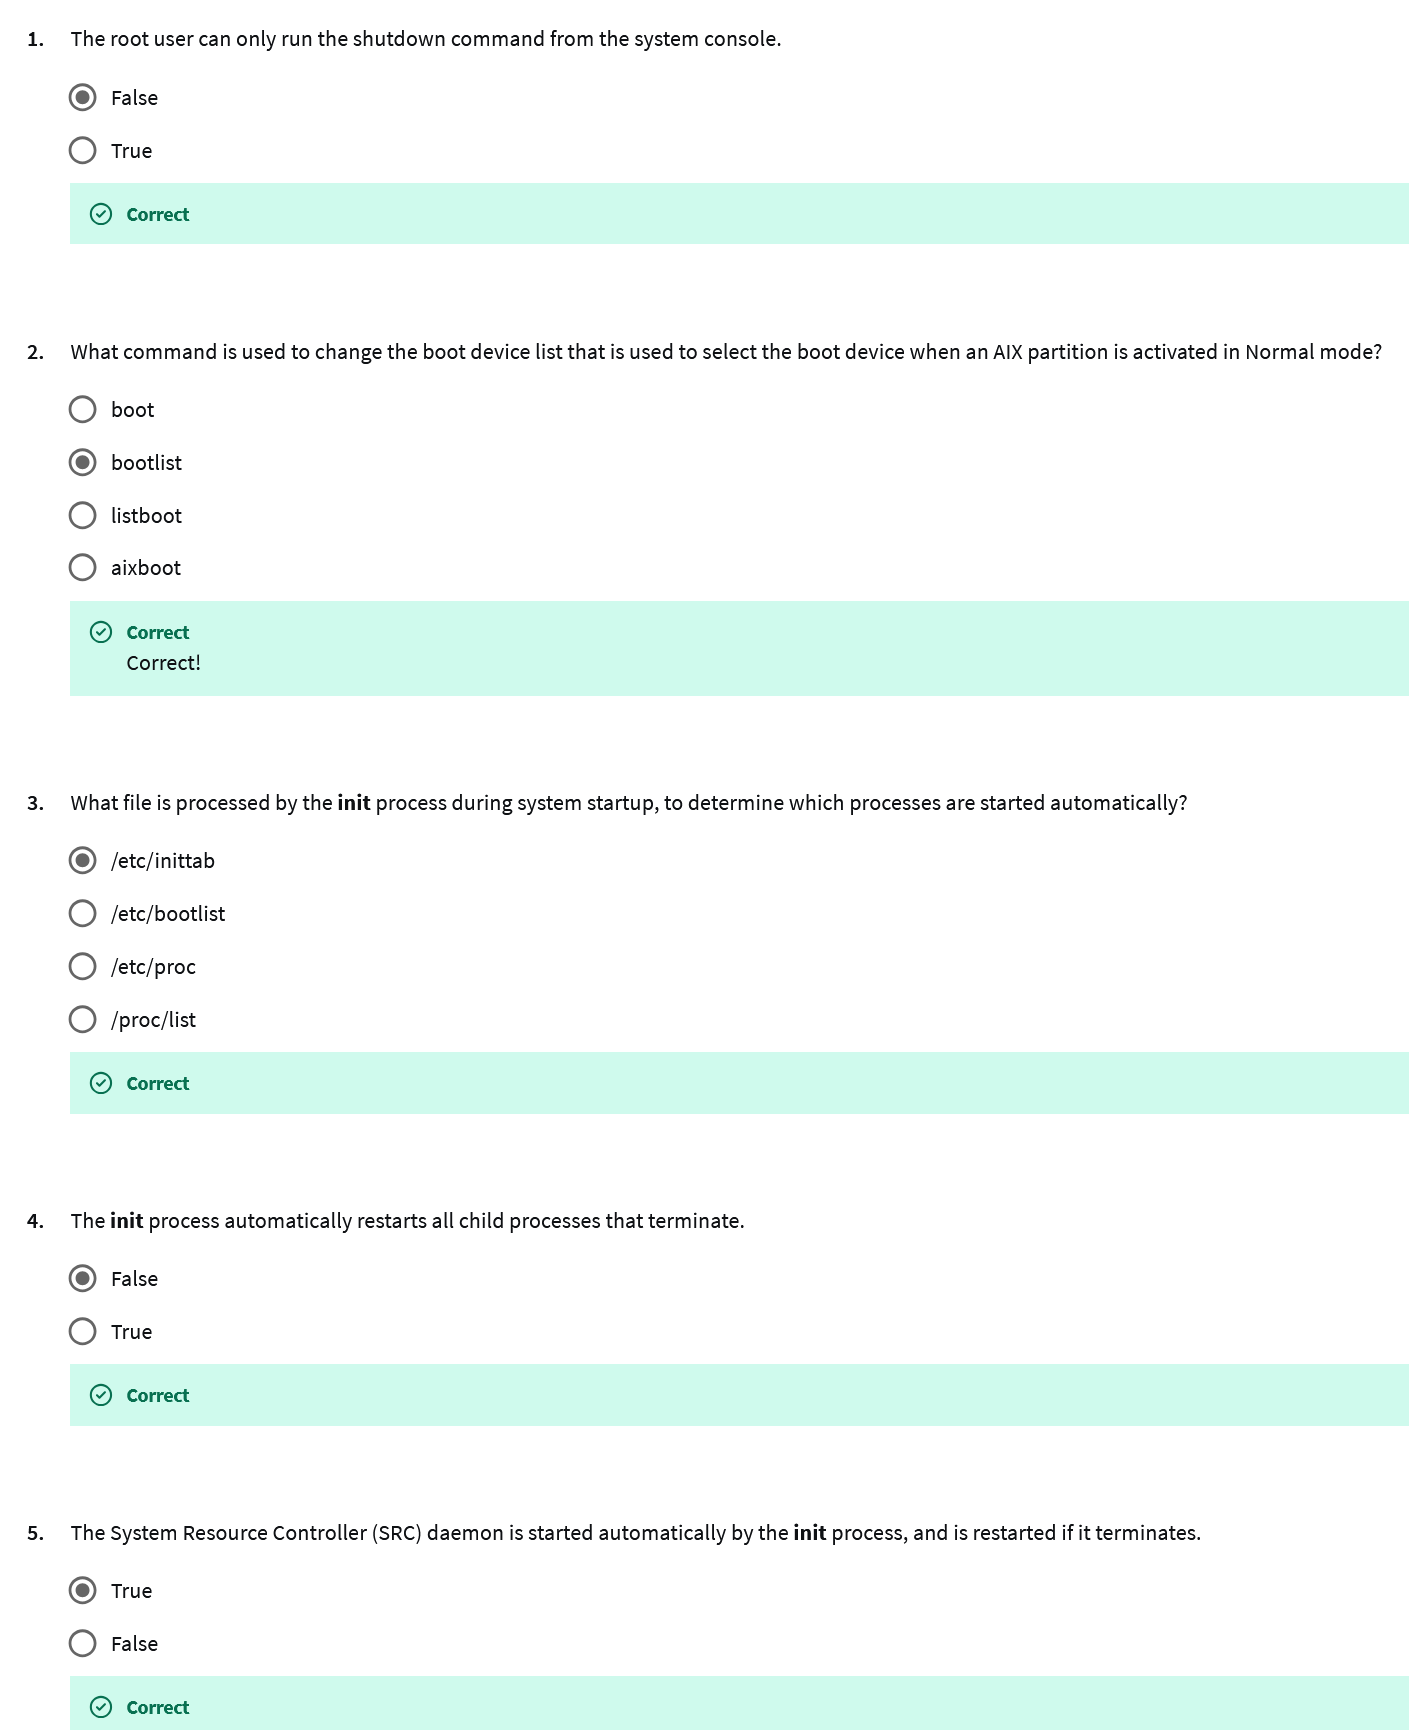 1. The root user can only run the shutdown command from the system console.
False
True
Correct
2. What command is used to change the boot device list that is used to select the boot device when an AIX partition is activated in Normal mode?
boot
bootlist
listboot
aixboot
Correct
Correct!
3. What file is processed by the init process during system startup, to determine which processes are started automatically?
/etc/inittab
/etc/bootlist
/etc/proc
/proc/list
Correct
4. The init process automatically restarts all child processes that terminate.
False
True
Correct
5. The System Resource Controller (SRC) daemon is started automatically by the init process, and is restarted if it terminates.
True
False
Correct